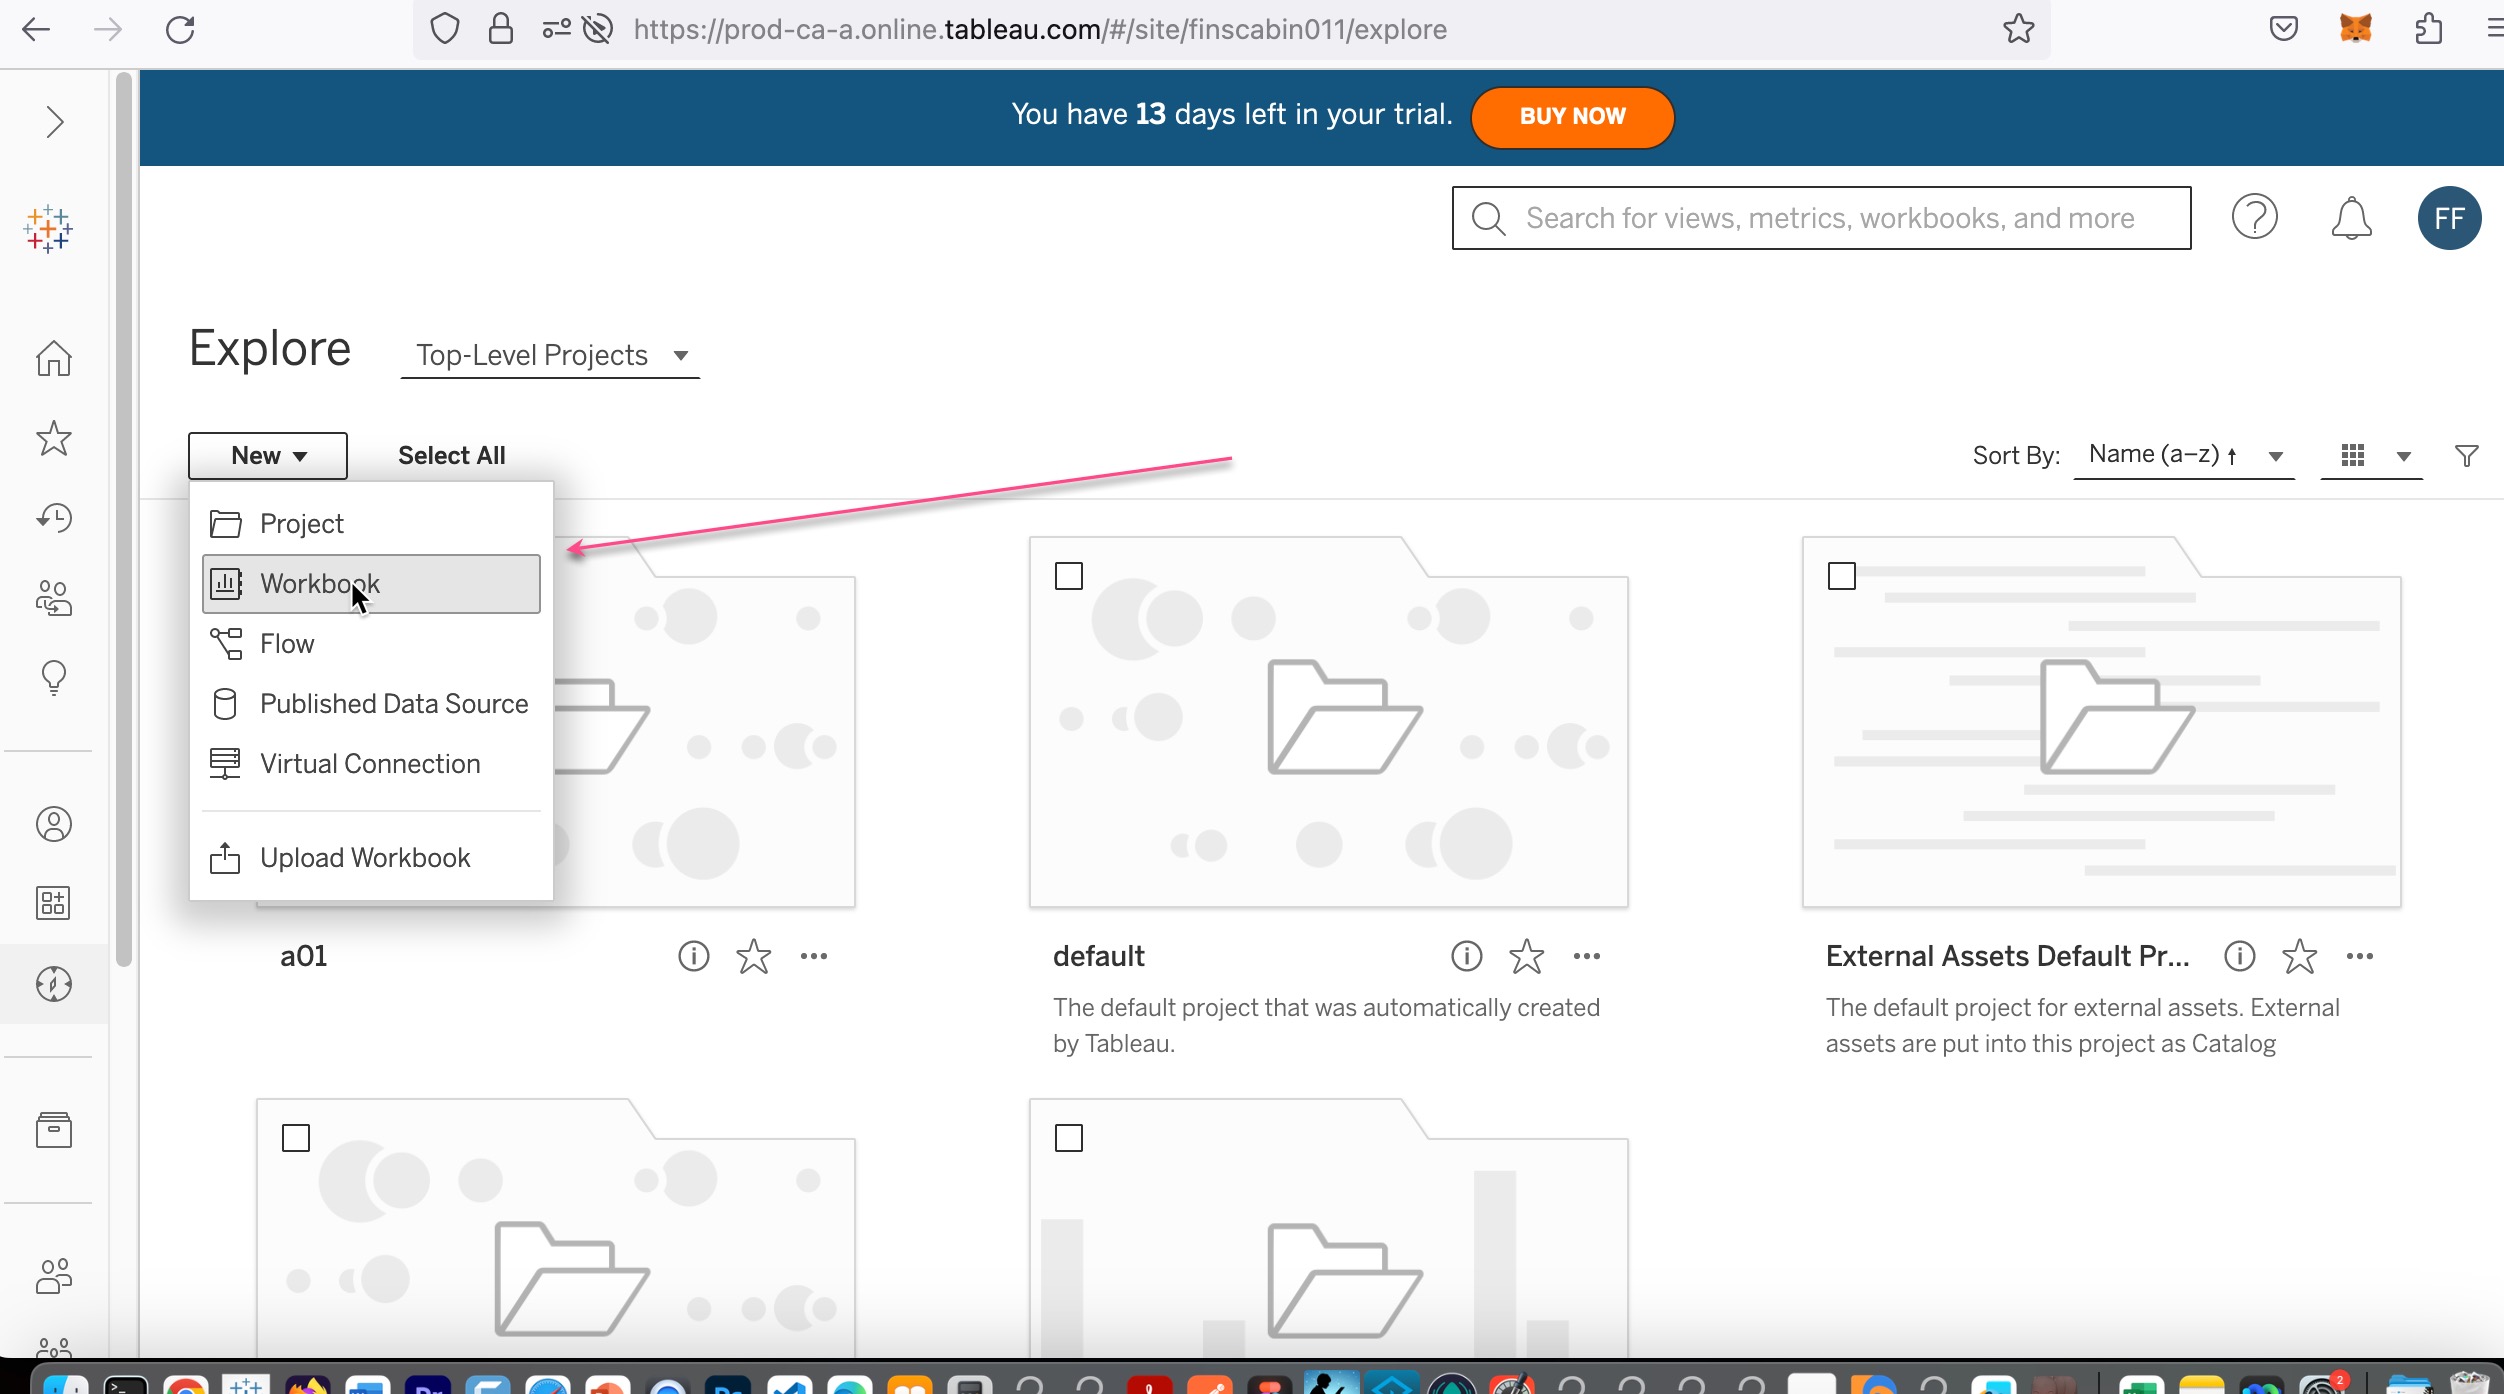 https://prod-ca-a.online.tableau.com/#/site/finscabin011/explore
You have 13 days left in your trial. BUY NOW
Search for views, metrics, workbooks, and more
FF
Explore Top-Level Projects
New Select All Sort By: Name (a–z)
Project
Workbook
Flow
Published Data Source
Virtual Connection
Upload Workbook
a01 default External Assets Default Pr...
The default project that was automatically created
by Tableau.
The default project for external assets. External
assets are put into this project as Catalog
2